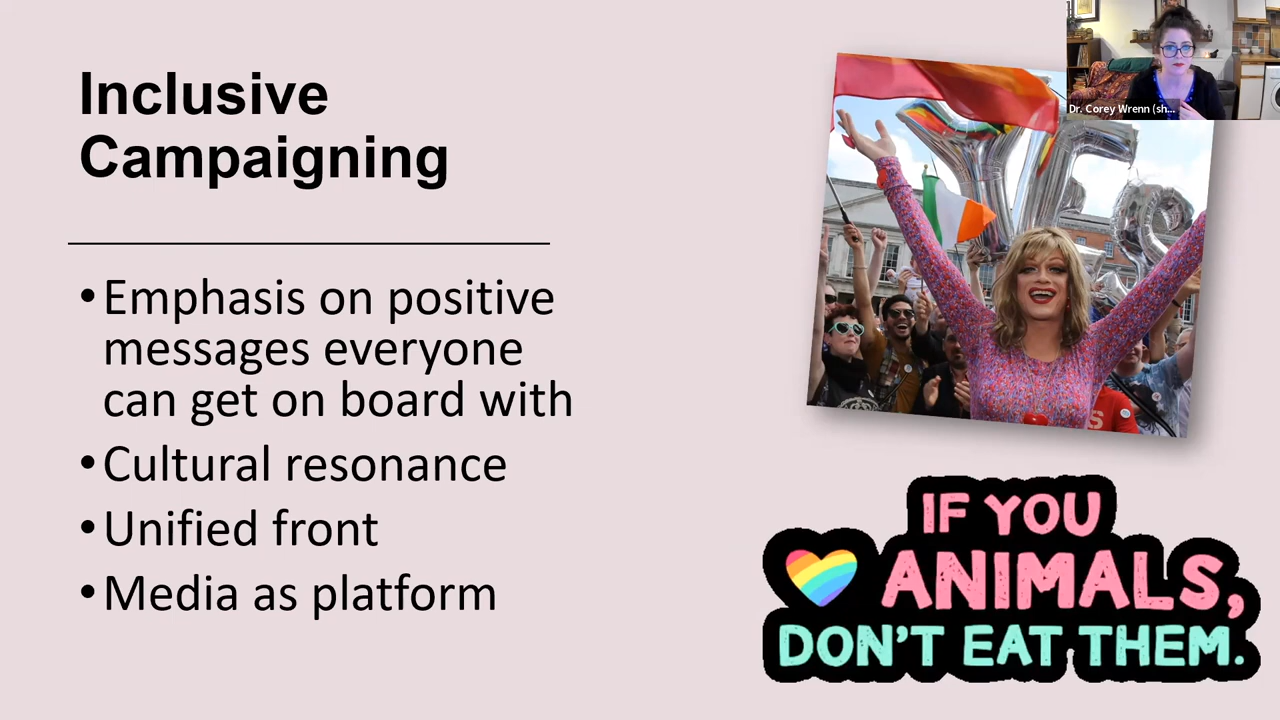 Inclusive
Campaigning
•Emphasis on positive
messages everyone
can get on board with
•Cultural resonance
•Unified front
•Media as platform
Dr. Corey Wrenn (sh...
YES
IF YOU
ANIMALS,
DON'T EAT THEM.